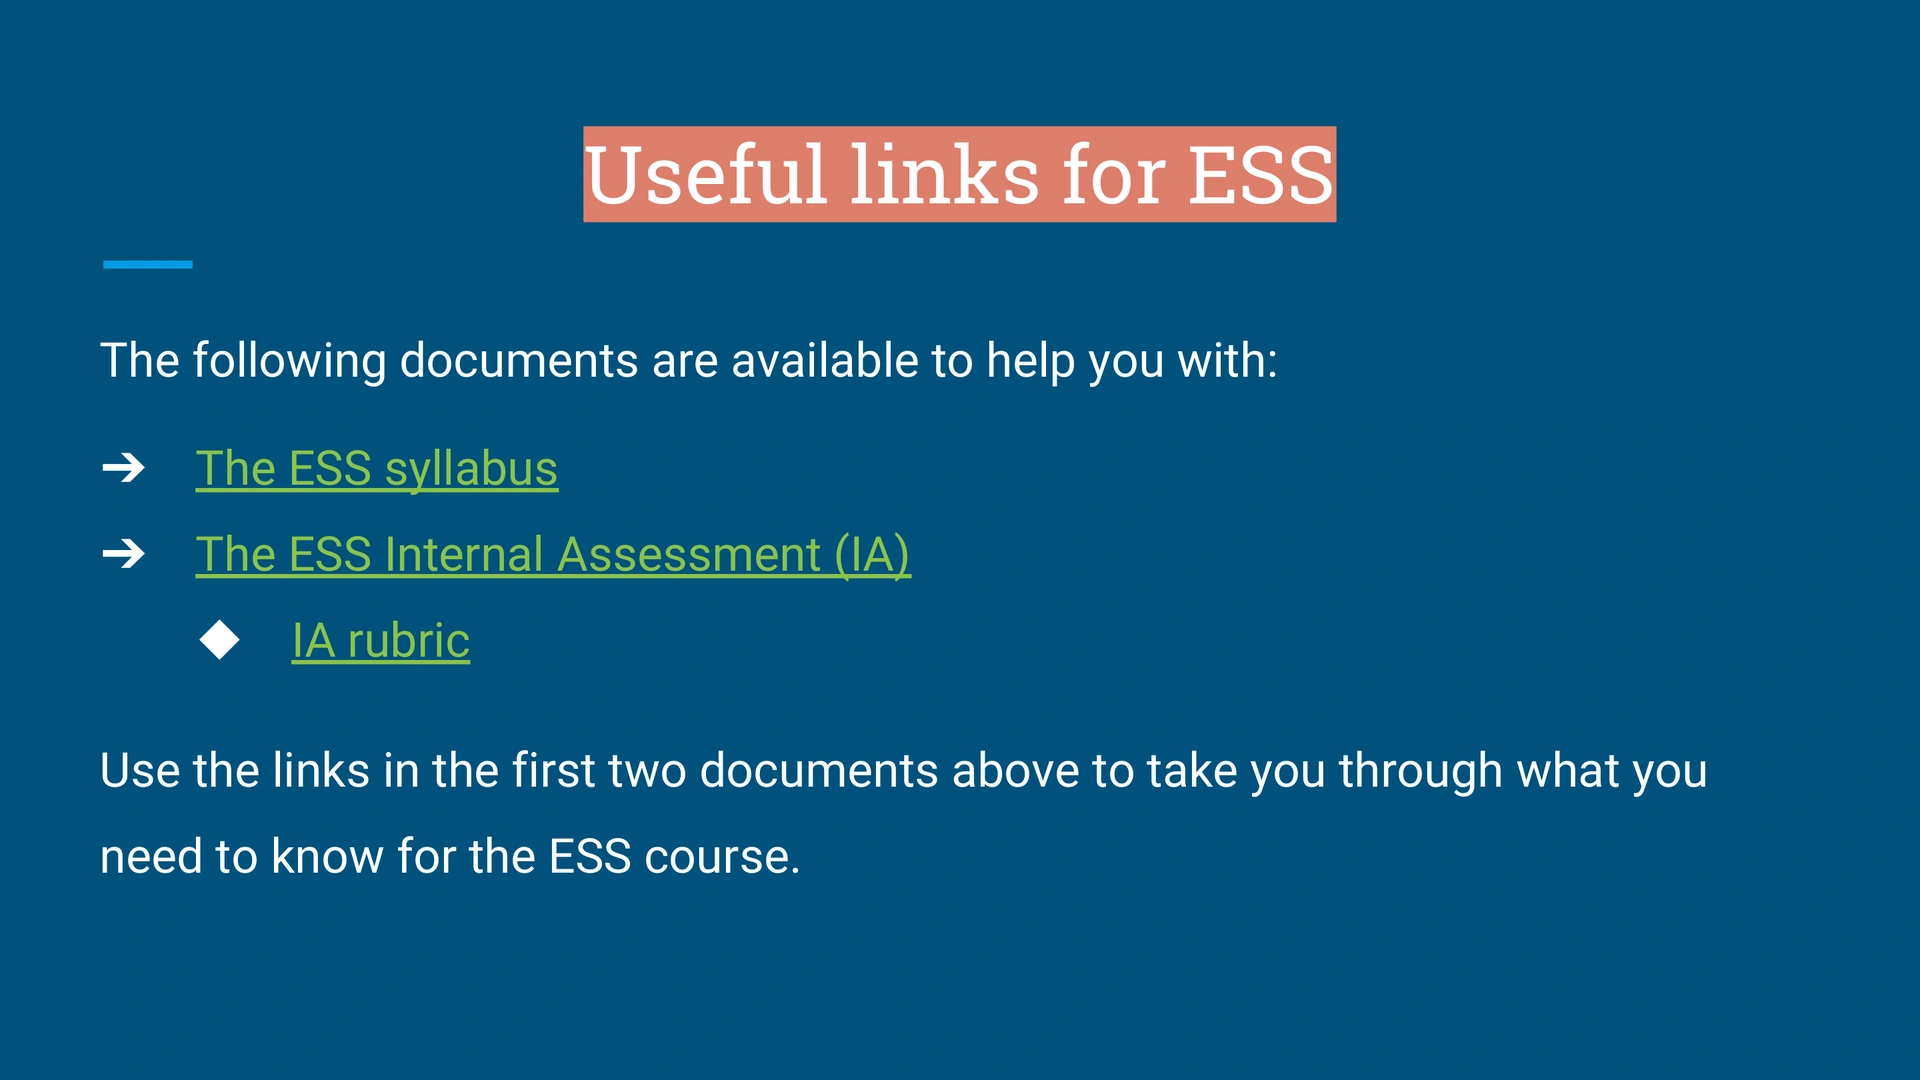 Useful links for ESS
The following documents are available to help you with:
➔ The ESS syllabus
➔ The ESS Internal Assessment (IA)
◆ IA rubric
Use the links in the first two documents above to take you through what you
need to know for the ESS course.